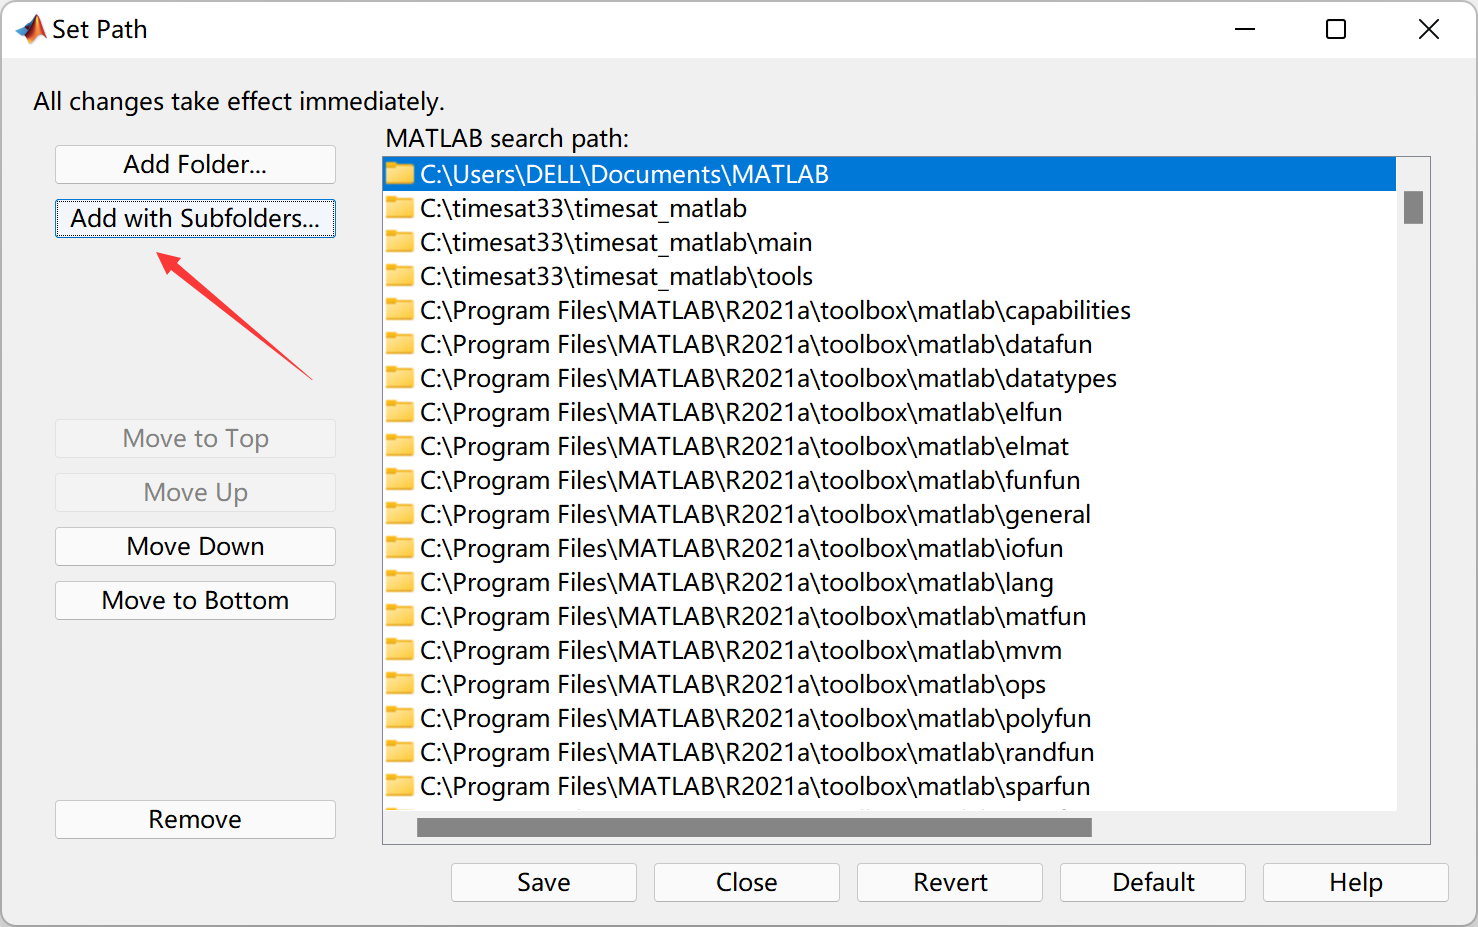 Set Path
All changes take effect immediately.
MATLAB search path:
Add Folder...
Add with Subfolders...
Move to Top
Move Up
Move Down
Move to Bottom
Remove
C:\Users\DELL\Documents\MATLAB
C:\timesat33\timesat_matlab
C:\timesat33\timesat_matlab\main
C:\timesat33\timesat_matlab\tools
C:\Program Files\MATLAB\R2021a\toolbox\matlab\capabilities
C:\Program Files\MATLAB\R2021a\toolbox\matlab\datafun
C:\Program Files\MATLAB\R2021a\toolbox\matlab\datatypes
C:\Program Files\MATLAB\R2021a\toolbox\matlab\elfun
C:\Program Files\MATLAB\R2021a\toolbox\matlab\elmat
C:\Program Files\MATLAB\R2021a\toolbox\matlab\funfun
C:\Program Files\MATLAB\R2021a\toolbox\matlab\general
C:\Program Files\MATLAB\R2021a\toolbox\matlab\iofun
C:\Program Files\MATLAB\R2021a\toolbox\matlab\lang
C:\Program Files\MATLAB\R2021a\toolbox\matlab\matfun
C:\Program Files\MATLAB\R2021a\toolbox\matlab\mvm
C:\Program Files\MATLAB\R2021a\toolbox\matlab\ops
C:\Program Files\MATLAB\R2021a\toolbox\matlab\polyfun
C:\Program Files\MATLAB\R2021a\toolbox\matlab\randfun
C:\Program Files\MATLAB\R2021a\toolbox\matlab\sparfun
Save
Close
Revert
Default
Help